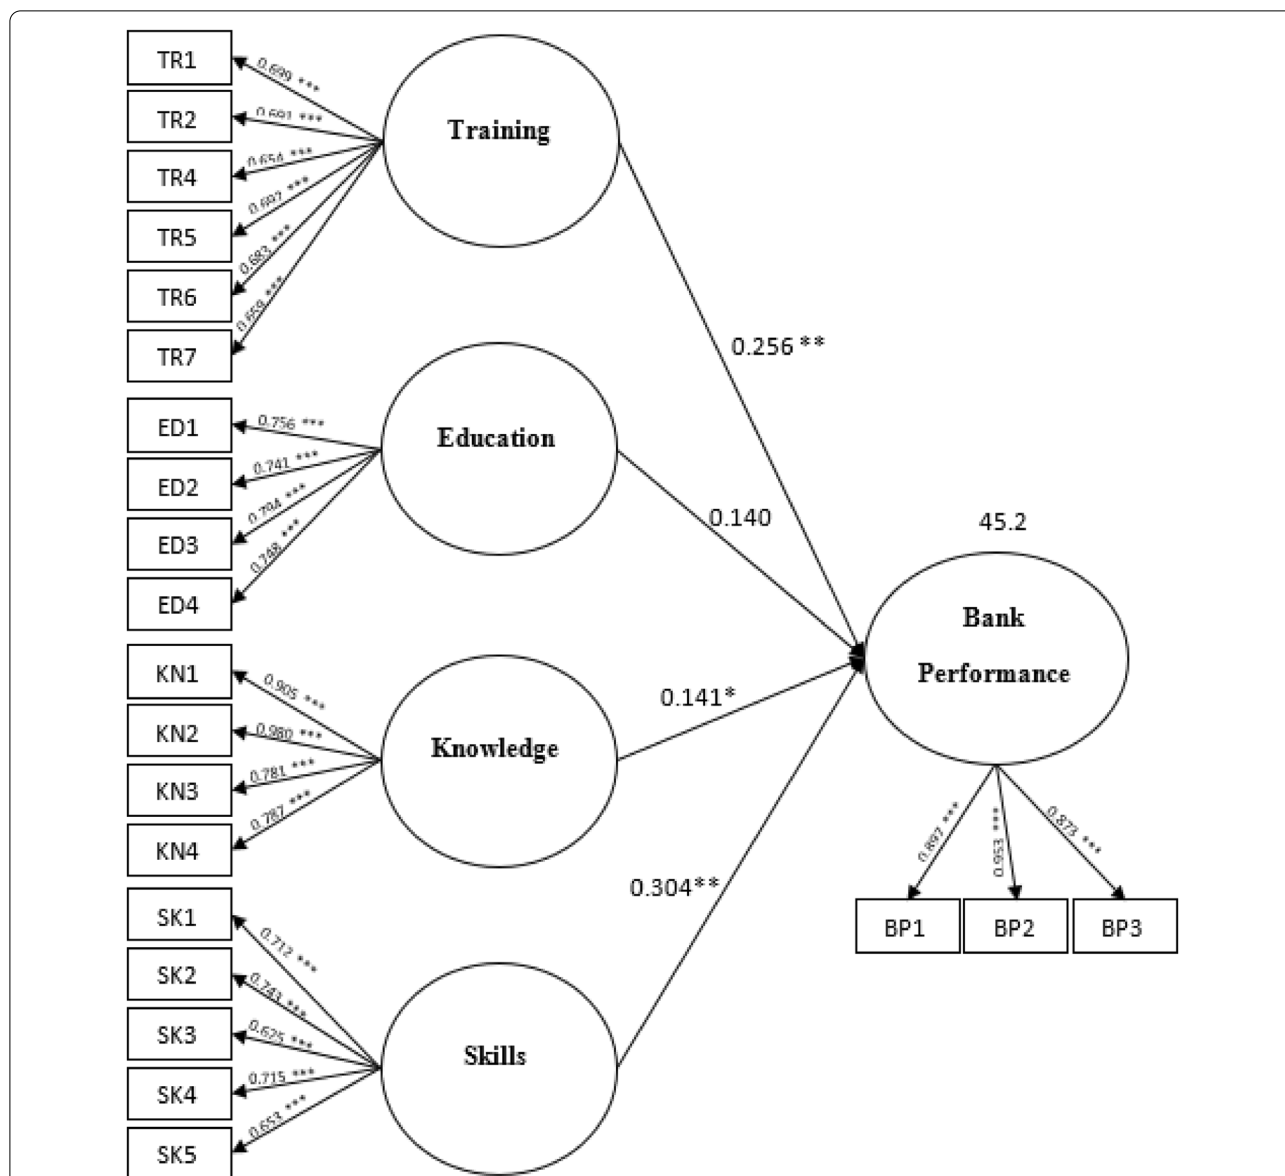 TR1
TR2
TR4
TR5
TR6
TR7
0.699 ***
0.691 ***
0.654 ***
0.697 ***
0.683 ***
0.659 ***
Training
0.256 **
ED1
ED2
ED3
ED4
0.756 ***
0.741 ***
0.794 ***
0.748 ***
Education
0.140
45.2
Bank
Performance
KN1
KN2
KN3
KN4
0.905 ***
0.980 ***
0.781 ***
0.787 ***
Knowledge
0.141*
0.897 ***
0.953 ***
0.873 ***
BP1
BP2
BP3
SK1
SK2
SK3
SK4
SK5
0.712 ***
0.743 ***
0.625 ***
0.715 ***
0.653 ***
Skills
0.304**